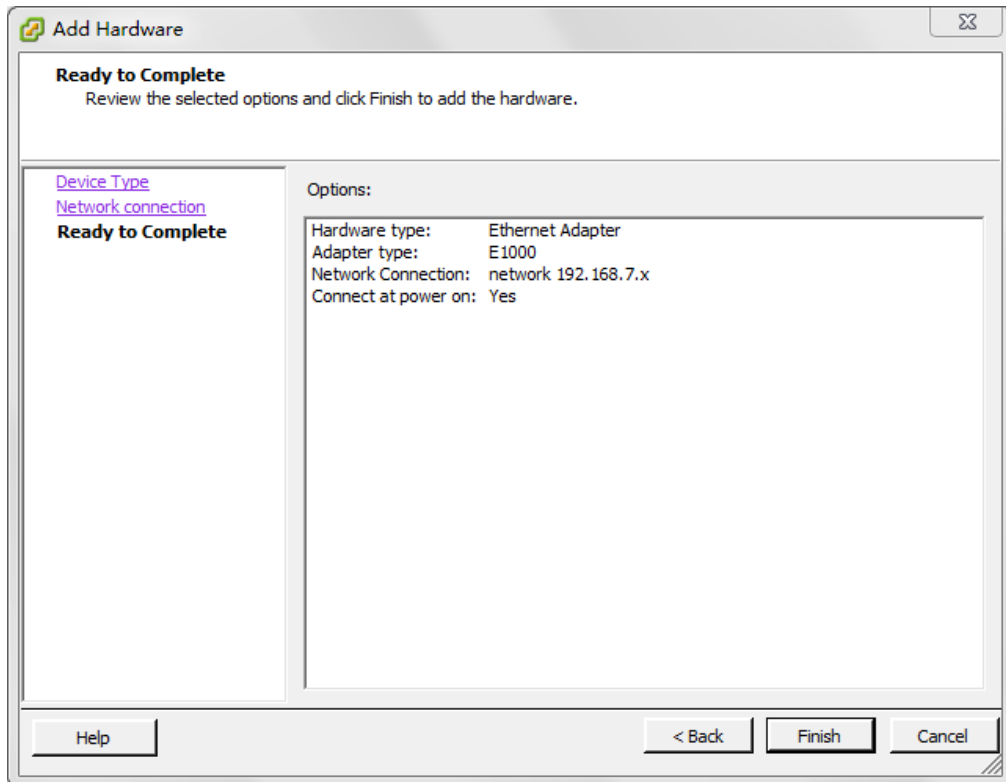 Add Hardware
Ready to Complete
Review the selected options and click Finish to add the hardware.
Device Type
Network connection
Ready to Complete
Options:
Hardware type: Ethernet Adapter
Adapter type: E1000
Network Connection: network 192.168.7.x
Connect at power on: Yes
Help
< Back
Finish
Cancel